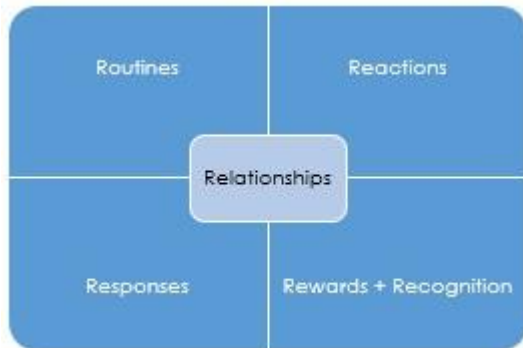 Routines
Reactions
Relationships
Responses
Rewards + Recognition